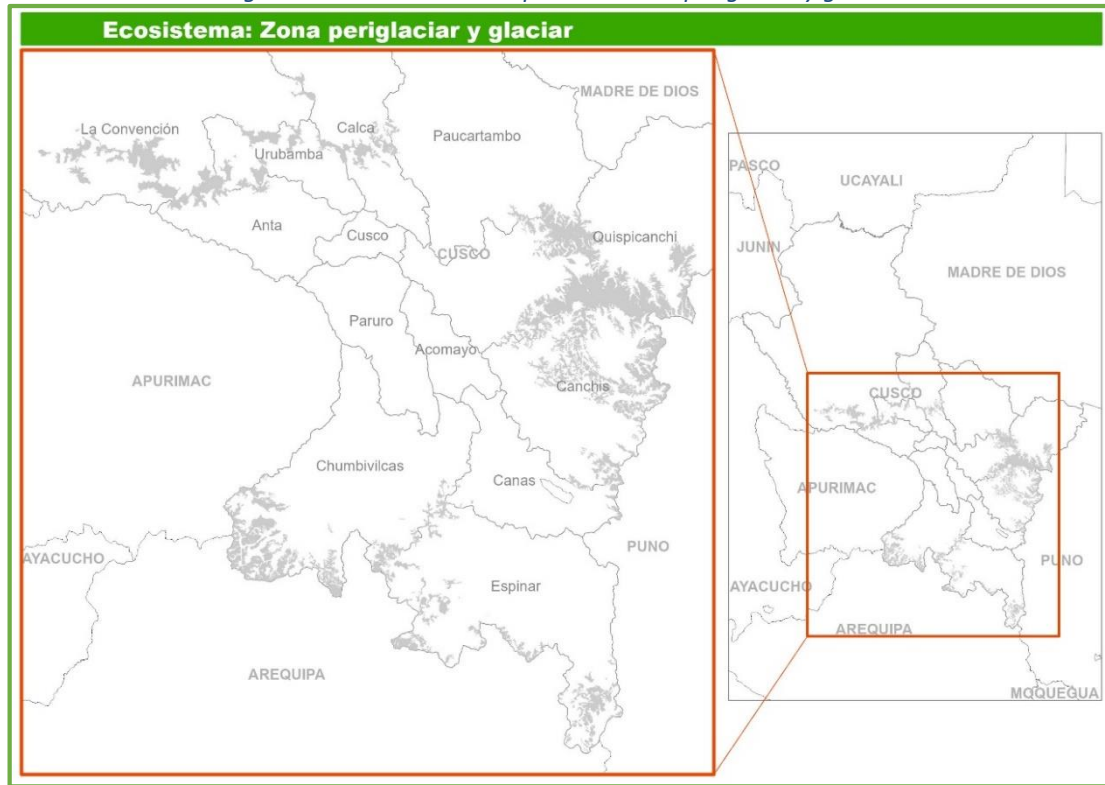 Ecosistema: Zona periglaciar y glaciar
MADRE DE DIOS
La Convención
Calca
Paucartambo
Urubamba
Anta
Cusco
CUSCO
Quispicanchi
Paruro
Acomayo
APURIMAC
Canchis
Chumbivilcas
Canas
AYACUCHO
PUNO
Espinar
AREQUIPA
PASCO
UCAYALI
JUNIN
MADRE DE DIOS
CUSCO
APURIMAC
PUNO
AYACUCHO
AREQUIPA
MOQUEGUA